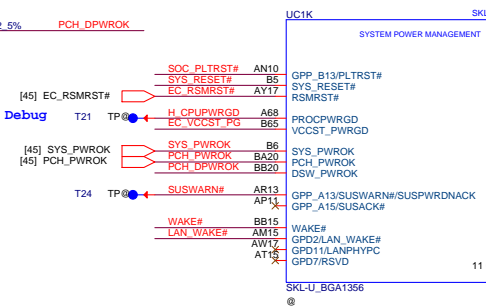 UC1K
SKL
2_5% PCH_DPWROK
SYSTEM POWER MANAGEMENT
SOC_PLTRST# AN10 GPP_B13/PLTRST#
SYS_RESET# B5 SYS_RESET#
[45] EC_RSMRST# EC_RSMRST# AY17 RSMRST#
Debug T21 TP@ H_CPUPWRGD A68 PROCPWRGD
EC_VCCST_PG B65 VCCST_PWRGD
[45] SYS_PWROK SYS_PWROK B6 SYS_PWROK
[45] PCH_PWROK PCH_PWROK BA20 PCH_PWROK
PCH_DPWROK BB20 DSW_PWROK
T24 TP@ SUSWARN# AR13 GPP_A13/SUSWARN#/SUSPWRDNACK
AP11 GPP_A15/SUSACK#
WAKE# BB15 WAKE#
LAN_WAKE# AM15 GPD2/LAN_WAKE#
AW17 GPD11/LANPHYPC
AT15 GPD7/RSVD
11
SKL-U_BGA1356
@